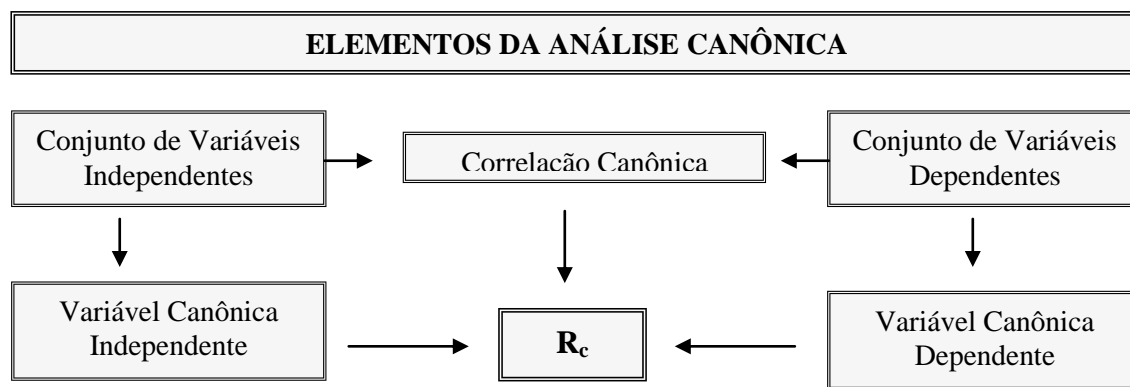 ELEMENTOS DA ANÁLISE CANÔNICA
Conjunto de Variáveis
Independentes
Correlação Canônica
Conjunto de Variáveis
Dependentes
Variável Canônica
Independente
Rc
Variável Canônica
Dependente